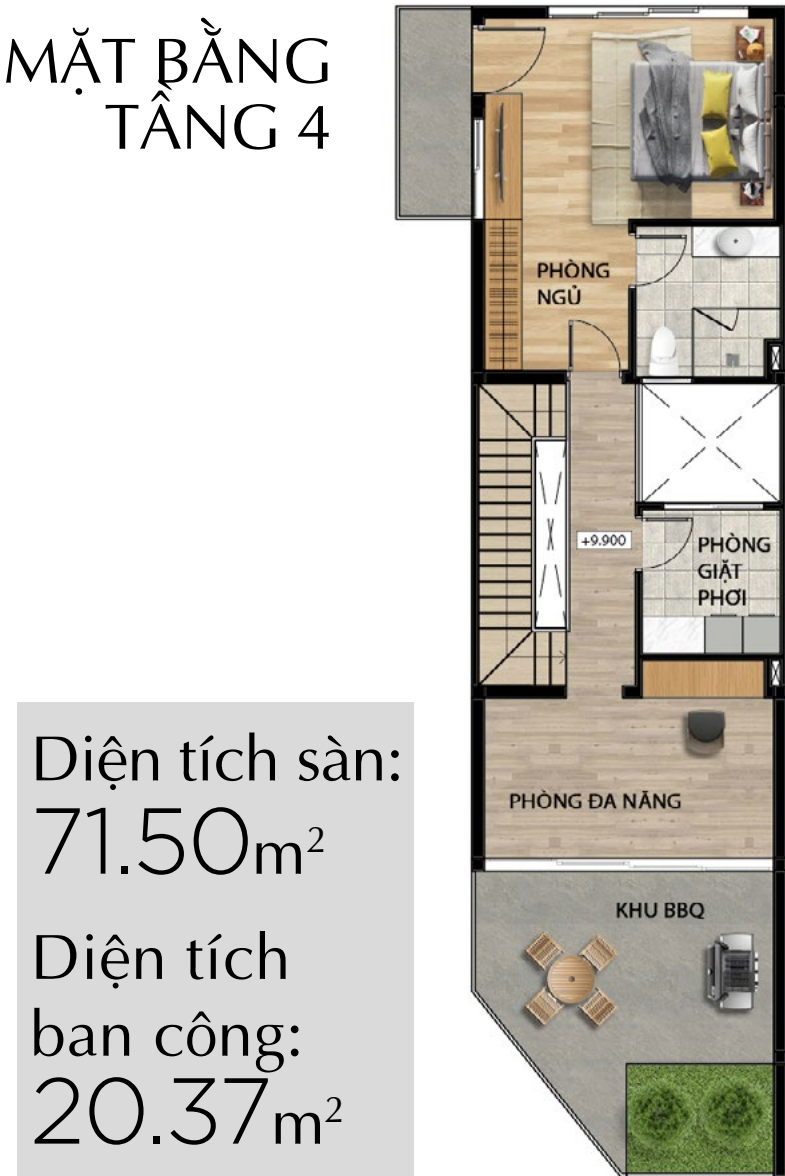 MẶT BẰNG
TẦNG 4
PHÒNG
NGỦ
+9.900
PHÒNG
GIẶT
PHƠI
Diện tích sàn:
71.50m²
PHÒNG ĐA NĂNG
KHU BBQ
Diện tích
ban công:
20.37m²